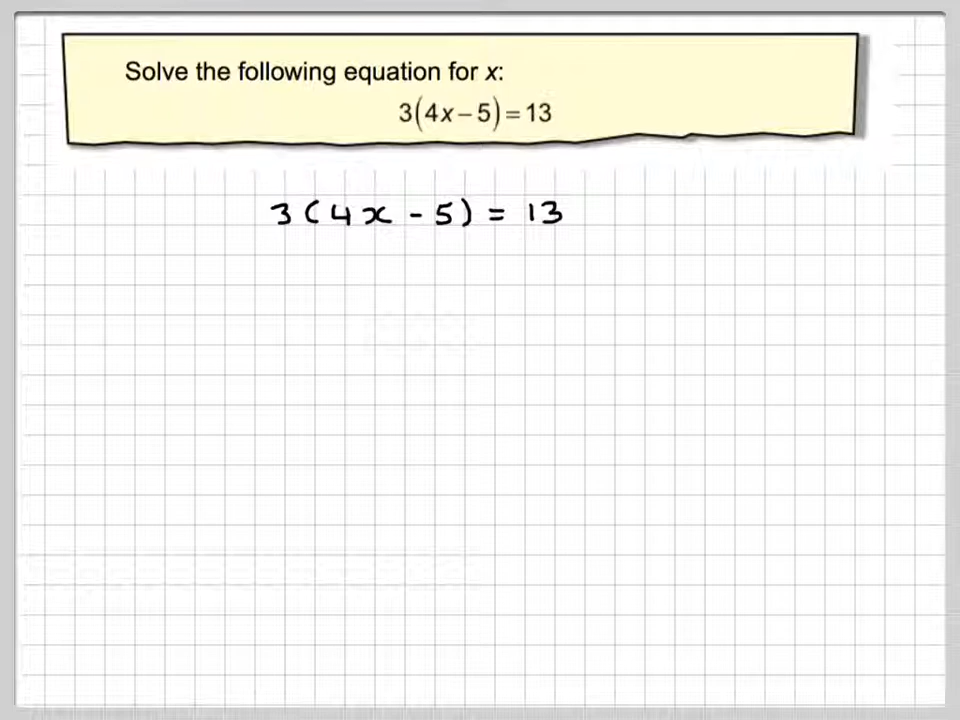 Solve the following equation for x:
3(4x – 5) = 13
3(4x - 5) = 13